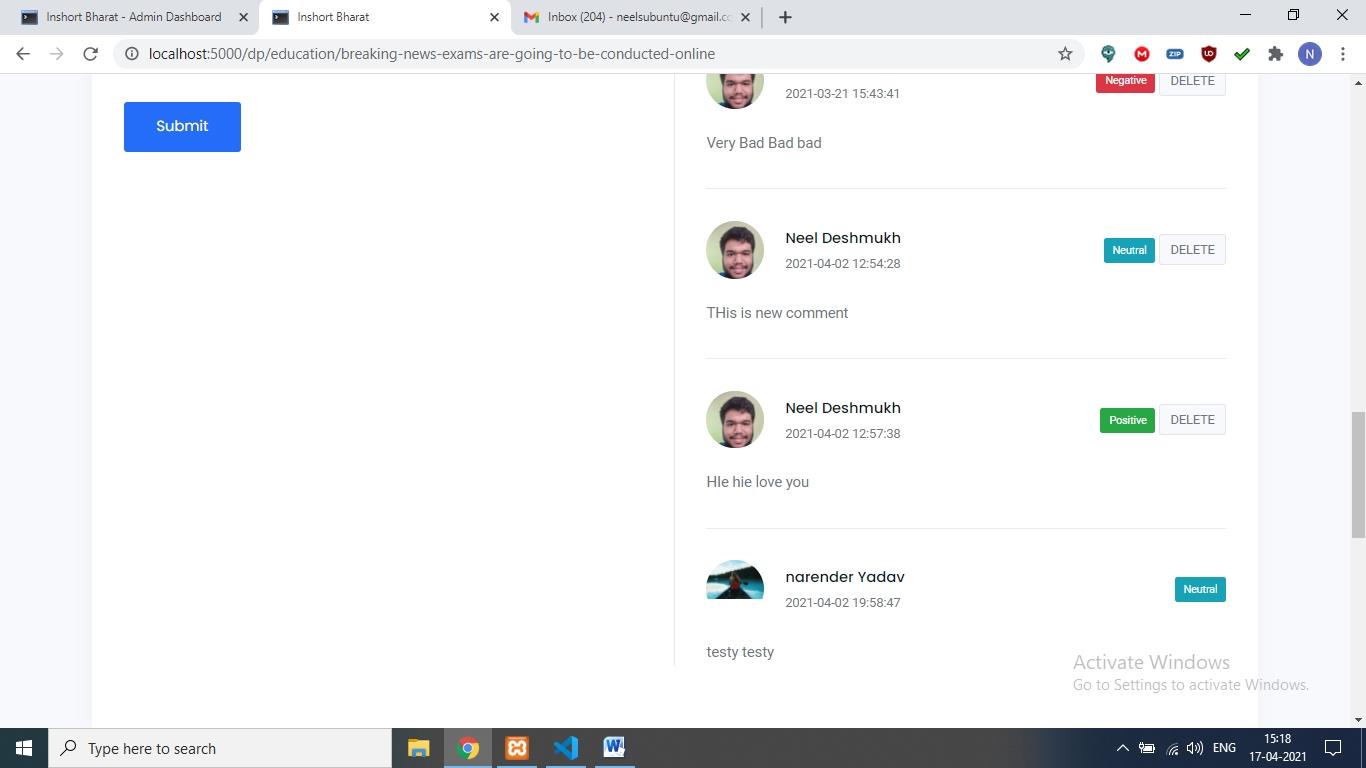 Inshort Bharat - Admin Dashboard
Inshort Bharat
Inbox (204) - neelsubuntu@gmail.cc
localhost:5000/dp/education/breaking-news-exams-are-going-to-be-conducted-online
ZIP
N
Submit
2021-03-21 15:43:41
Negative
DELETE
Very Bad Bad bad
Neel Deshmukh
2021-04-02 12:54:28
Neutral
DELETE
THis is new comment
Neel Deshmukh
2021-04-02 12:57:38
Positive
DELETE
HIe hie love you
narender Yadav
2021-04-02 19:58:47
Neutral
testy testy
Activate Windows
Go to Settings to activate Windows.
Type here to search
ENG
15:18
17-04-2021